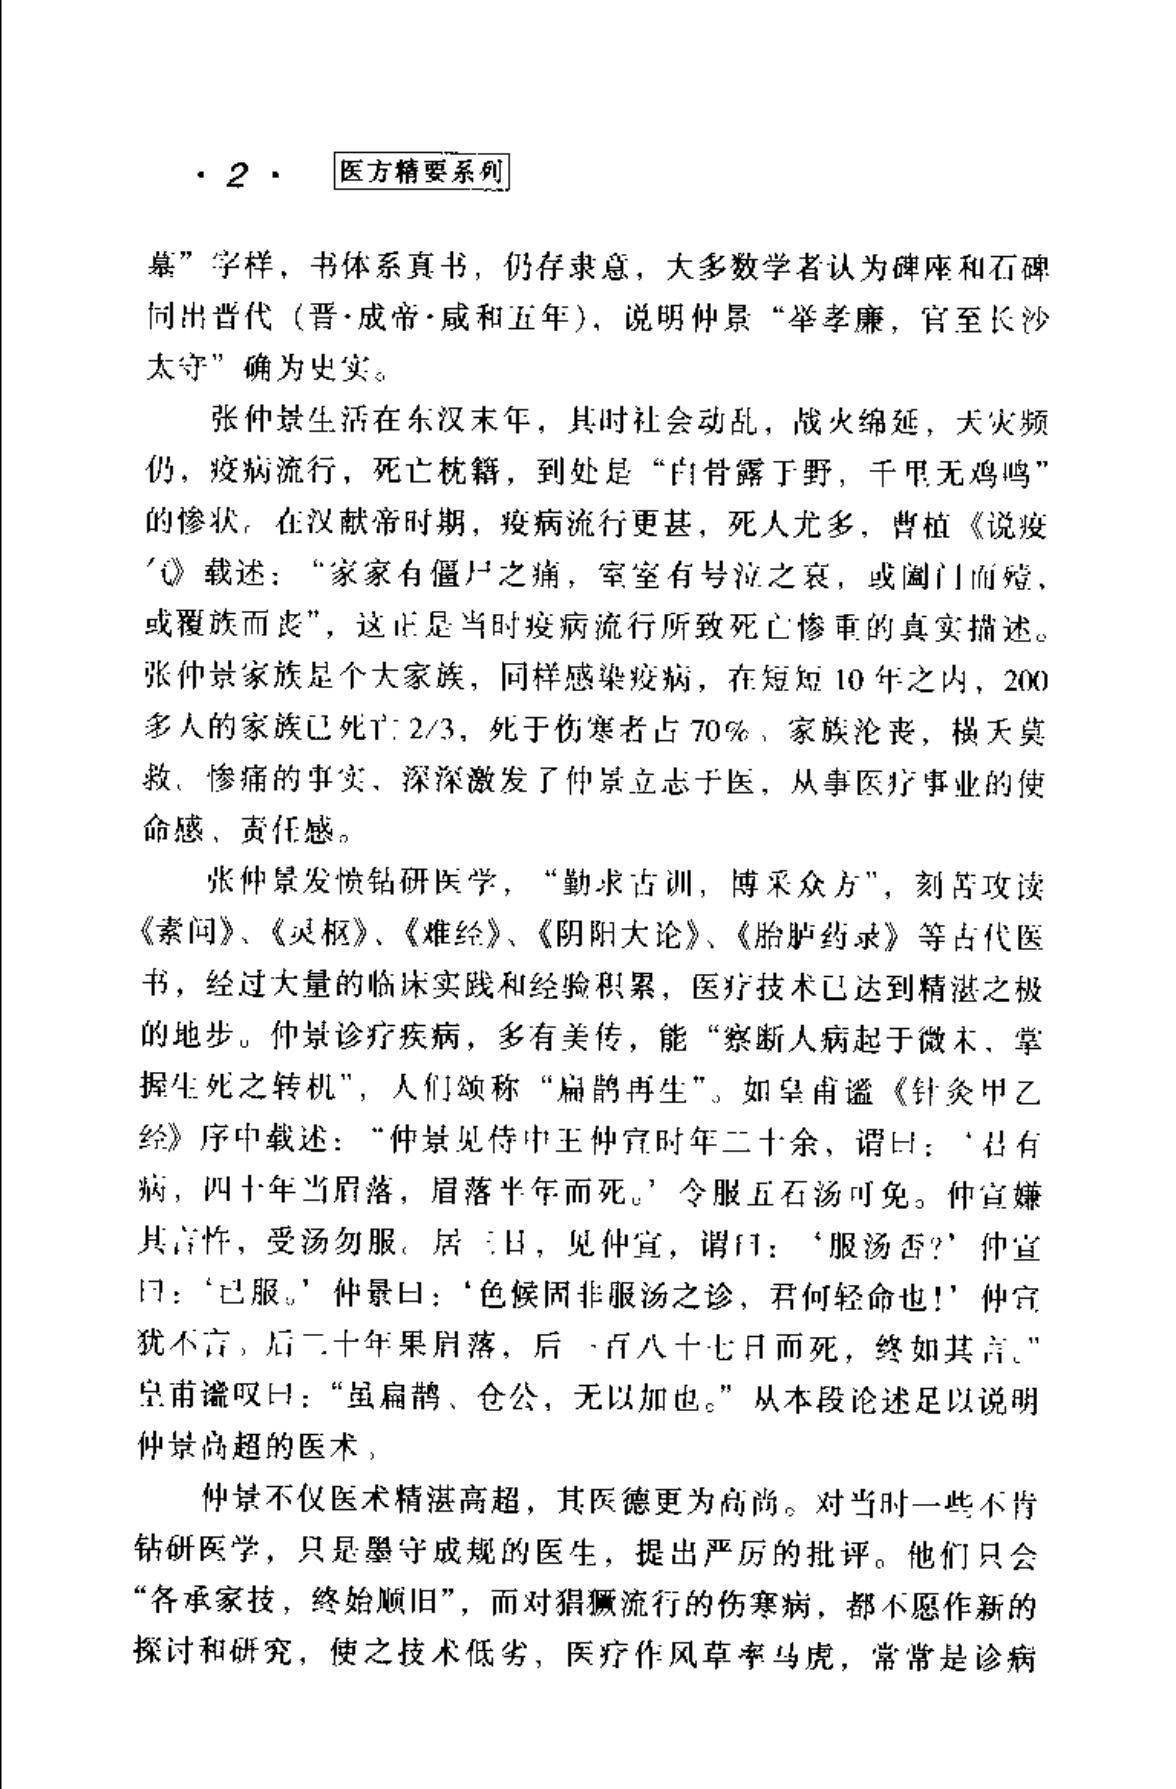 ·2· 医方精要系列
墓”字样，书体系真书，仍存隶意，大多数学者认为碑座和石碑
同出晋代（晋·成帝·咸和五年），说明仲景“举孝廉，官至长沙
太守”确为史实。
张仲景生活在东汉末年，其时社会动乱，战火绵延，天灾频
仍，疫病流行，死亡枕籍，到处是“白骨露于野，千里无鸡鸣”
的惨状。在汉献帝时期，疫病流行更甚，死人尤多，曹植《说疫
气》载述：“家家有僵尸之痛，室室有号泣之哀，或阖门而殪，
或覆族而丧”，这正是当时疫病流行所致死亡惨重的真实描述。
张仲景家族是个大家族，同样感染疫病，在短短10年之内，200
多人的家族已死亡2/3，死于伤寒者占70%、家族沦丧，横夭莫
救、惨痛的事实、深深激发了仲景立志于医，从事医疗事业的使
命感、责任感。
张仲景发愤钻研医学，“勤求古训，博采众方”，刻苦攻读
《素问》、《灵枢》、《难经》、《阴阳大论》、《胎胪药录》等古代医
书，经过大量的临床实践和经验积累，医疗技术已达到精湛之极
的地步。仲景诊疗疾病，多有美传，能“察断人病起于微末、掌
握生死之转机”，人们颂称“扁鹊再生”。如皇甫谧《针灸甲乙
经》序中载述：“仲景见侍中王仲宣时年二十余，谓曰：‘君有
病，四十年当眉落，眉落半年而死。’令服五石汤可免。仲宣嫌
其言忤，受汤勿服。居三日，见仲宣，谓曰：‘服汤否?’仲宣
曰：‘已服。’仲景曰：‘色候固非服汤之诊，君何轻命也!’仲宣
犹不言。后二十年果眉落，后一百八十七日而死，终如其言。”
皇甫谧叹曰：“虽扁鹊、仓公，无以加也。”从本段论述足以说明
仲景高超的医术。
仲景不仅医术精湛高超，其医德更为高尚。对当时一些不肯
钻研医学，只是墨守成规的医生，提出严厉的批评。他们只会
“各承家技，终始顺旧”，而对猖獗流行的伤寒病，都不愿作新的
探讨和研究，使之技术低劣，医疗作风草率马虎，常常是诊病